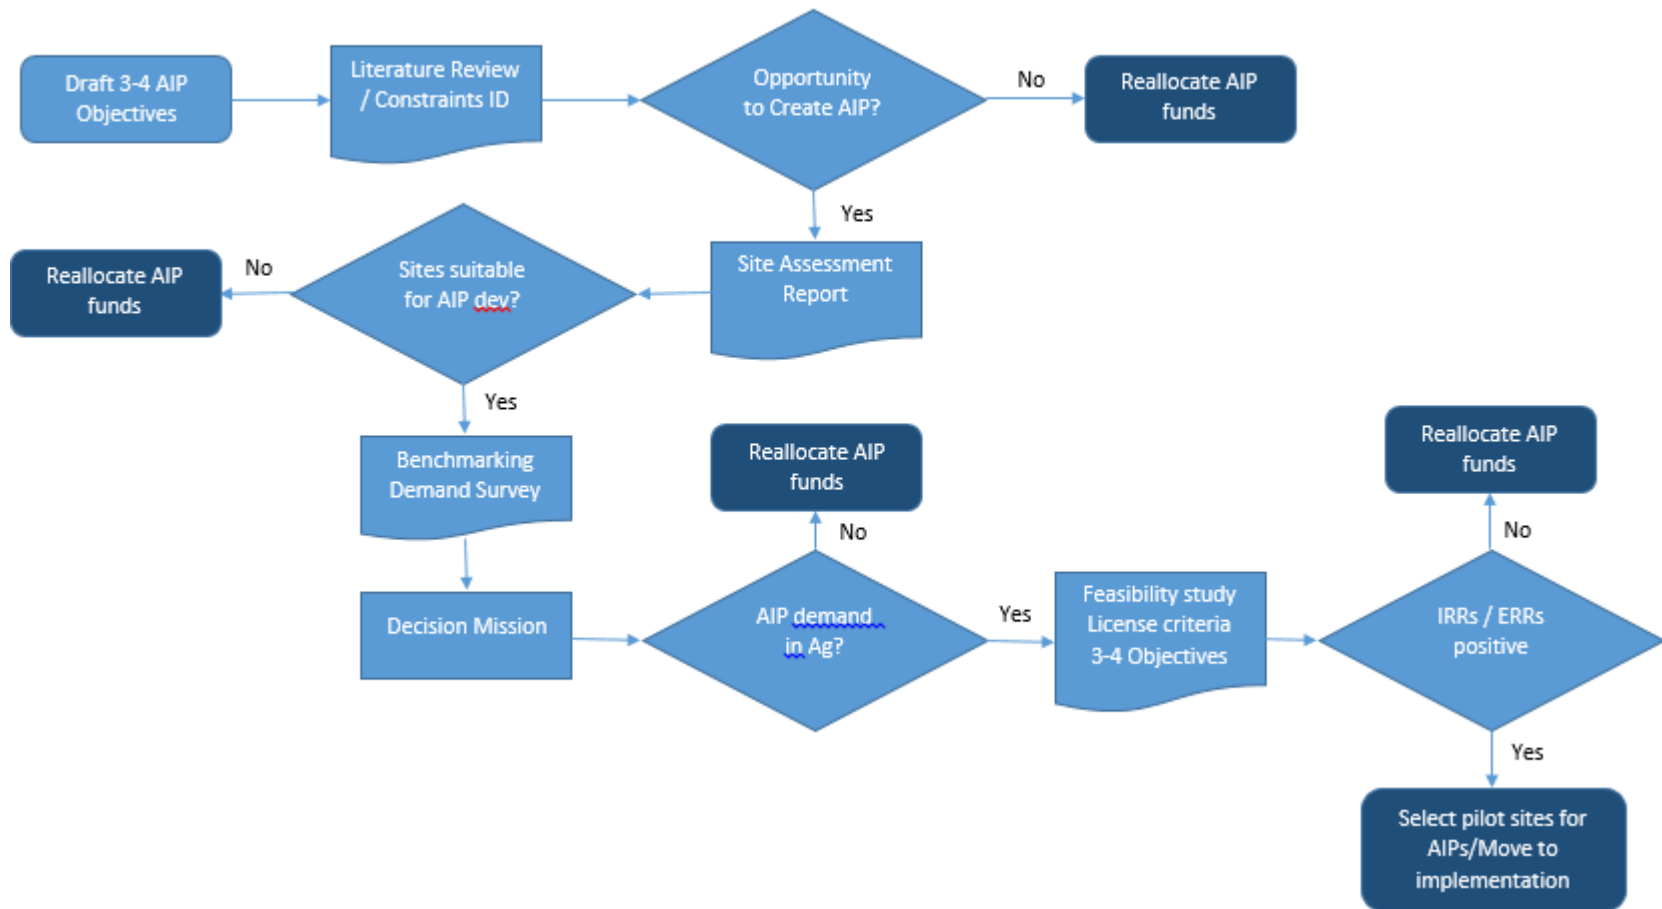 Draft 3-4 AIP
Objectives
Literature Review
/ Constraints ID
Opportunity
to Create AIP?
No
Reallocate AIP
funds
Yes
Site Assessment
Report
Sites suitable
for AIP dev?
No
Reallocate AIP
funds
Yes
Benchmarking
Demand Survey
Decision Mission
AIP demand
in Ag?
No
Reallocate AIP
funds
Yes
Feasibility study
License criteria
3-4 Objectives
IRRs / ERRs
positive
No
Reallocate AIP
funds
Yes
Select pilot sites for
AIPs/Move to
implementation